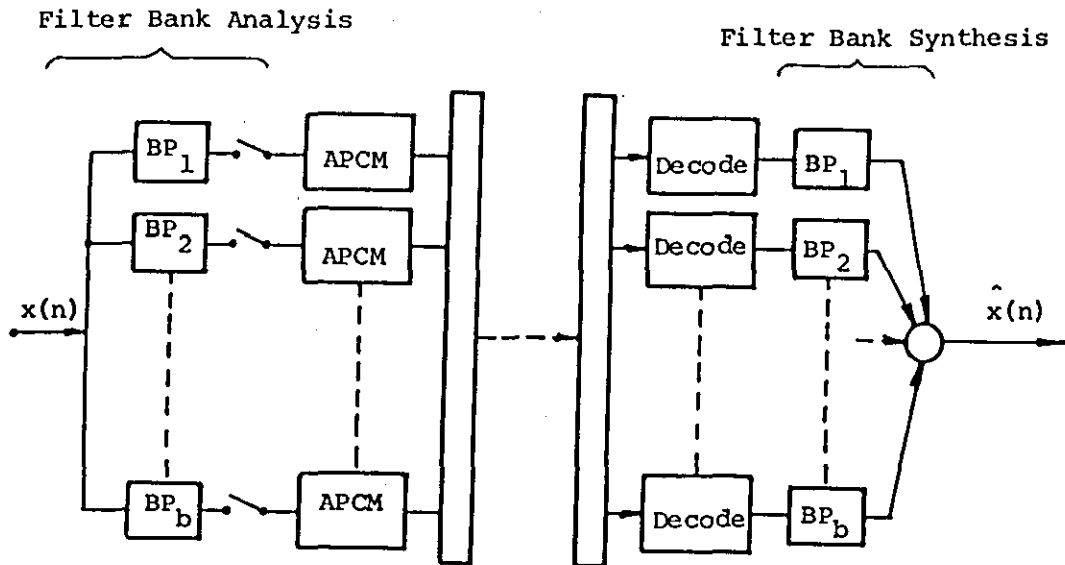 Filter Bank Analysis
Filter Bank Synthesis
BP1
APCM
Decode
BP1
BP2
APCM
Decode
BP2
x(n)
x̂(n)
BPb
APCM
Decode
BPb